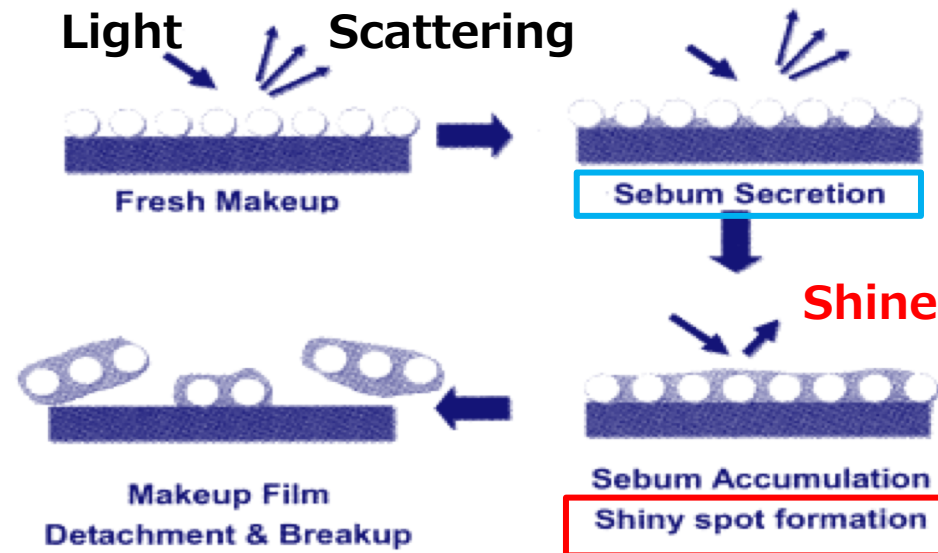 Light Scattering
Fresh Makeup
Sebum Secretion
Shine
Sebum Accumulation
Shiny spot formation
Makeup Film
Detachment & Breakup